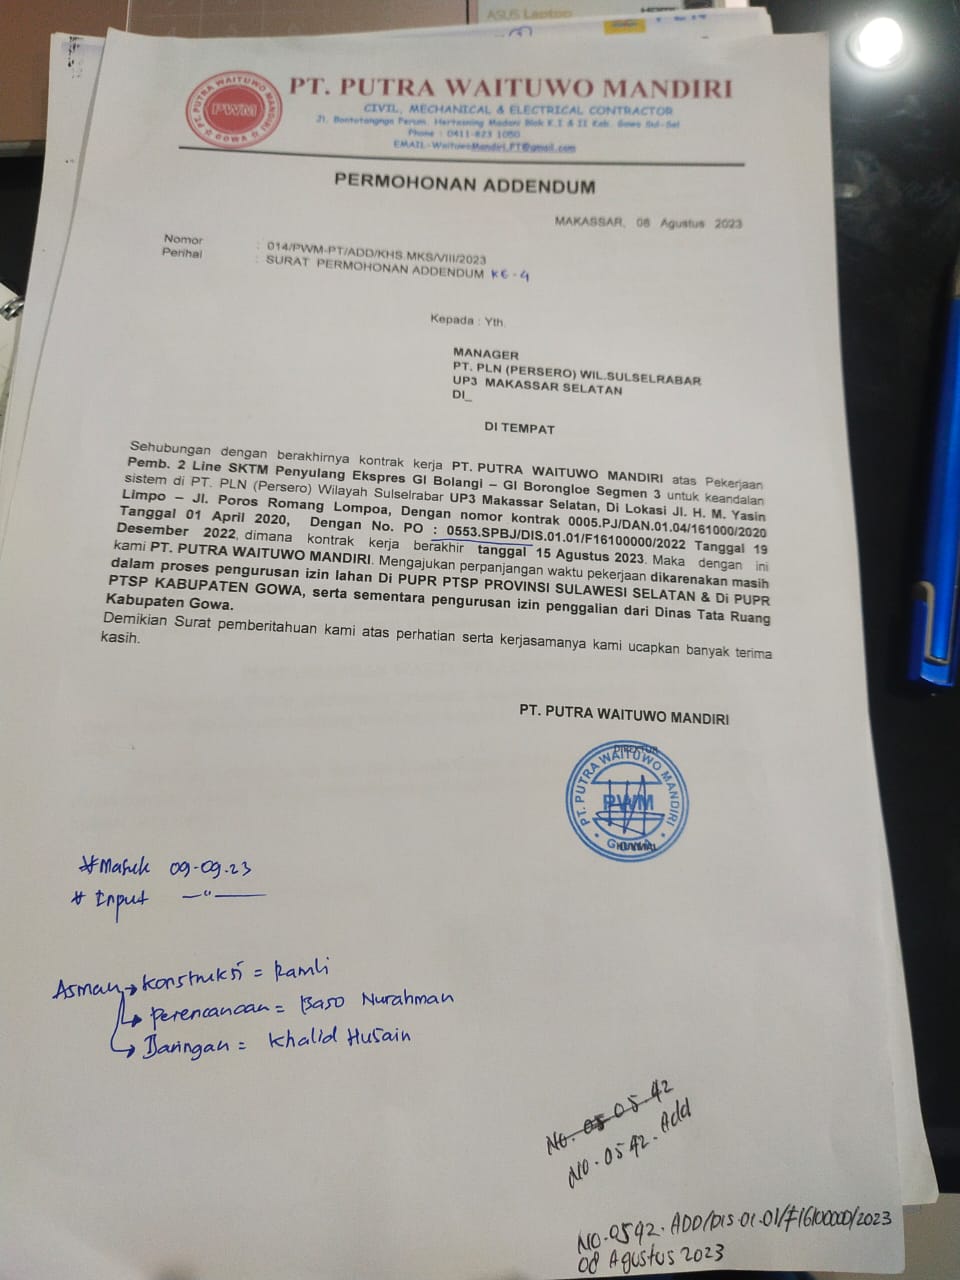 ASUS Laptop
PT. PUTRA WAITUWO MANDIRI
CIVIL, MECHANICAL & ELECTRICAL CONTRACTOR
Jl. Bontotangnga Perum. Hertasning Madani Blok K.I & II Kab. Gowa Sul-Sel
Phone : 0411-823 1050
EMAIL-WaituwoMandiri.PT@gmail.com
PT. PUTRA WAITUWO MANDIRI
PWM
GOWA
PERMOHONAN ADDENDUM
MAKASSAR, 08 Agustus 2023
Nomor : 014/PWM-PT/ADD/KHS.MKS/VIII/2023
Perihal : SURAT PERMOHONAN ADDENDUM KE-4
Kepada : Yth.
MANAGER
PT. PLN (PERSERO) WIL.SULSELRABAR
UP3 MAKASSAR SELATAN
DI_
DI TEMPAT
Sehubungan dengan berakhirnya kontrak kerja PT. PUTRA WAITUWO MANDIRI atas Pekerjaan
Pemb. 2 Line SKTM Penyulang Ekspres GI Bolangi – GI Borongloe Segmen 3 untuk keandalan
sistem di PT. PLN (Persero) Wilayah Sulselrabar UP3 Makassar Selatan, Di Lokasi Jl. H. M. Yasin
Limpo – Jl. Poros Romang Lompoa, Dengan nomor kontrak 0005.PJ/DAN.01.04/161000/2020
Tanggal 01 April 2020, Dengan No. PO : 0553.SPBJ/DIS.01.01/F16100000/2022 Tanggal 19
Desember 2022, dimana kontrak kerja berakhir tanggal 15 Agustus 2023. Maka dengan ini
kami PT. PUTRA WAITUWO MANDIRI. Mengajukan perpanjangan waktu pekerjaan dikarenakan masih
dalam proses pengurusan izin lahan Di PUPR PTSP PROVINSI SULAWESI SELATAN & Di PUPR
PTSP KABUPATEN GOWA, serta sementara pengurusan izin penggalian dari Dinas Tata Ruang
Kabupaten Gowa.
Demikian Surat pemberitahuan kami atas perhatian serta kerjasamanya kami ucapkan banyak terima
kasih.
PT. PUTRA WAITUWO MANDIRI
PT. PUTRA WAITUWO MANDIRI
PWM
GOWA
* Masuk 09-09-23
* Input —"—
Asman → Konstruksi = Ramli
↳ Perencanaan = Baso Nurahman
↳ Jaringan = Khalid Husain
No. 05 05 42
No. 0542. Add
No. 0542. ADD/DIS.01.01/F16100000/2023
08 Agustus 2023